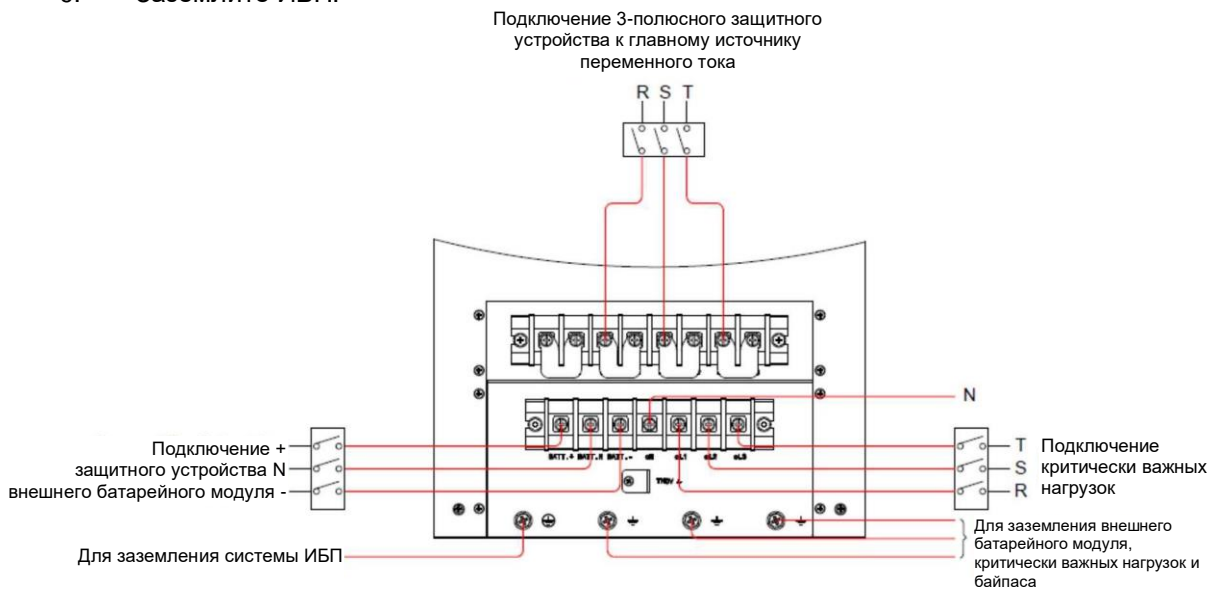 Заземлите ИБП.
Подключение 3-полюсного защитного
устройства к главному источнику
переменного тока
R S T
N
Подключение +
защитного устройства N
внешнего батарейного модуля -
BATT.+ BATT.N BATT.-
T
S
R
Подключение
критически важных
нагрузок
Для заземления системы ИБП
Для заземления внешнего
батарейного модуля,
критически важных нагрузок и
байпаса